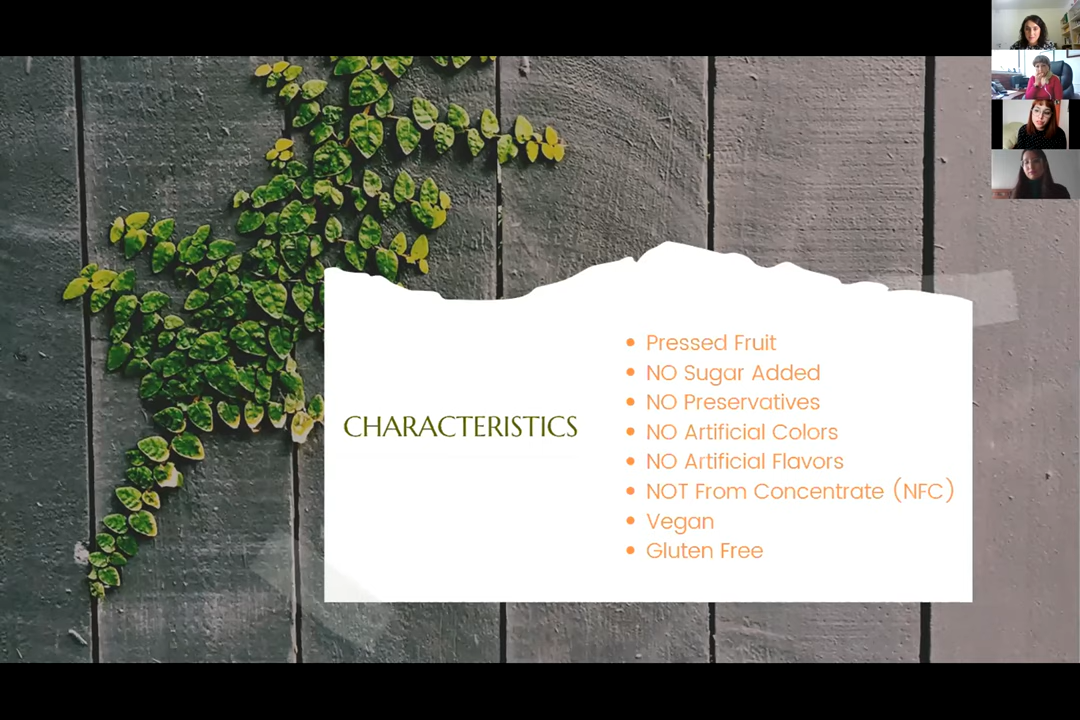 CHARACTERISTICS
Pressed Fruit
NO Sugar Added
NO Preservatives
NO Artificial Colors
NO Artificial Flavors
NOT From Concentrate (NFC)
Vegan
Gluten Free